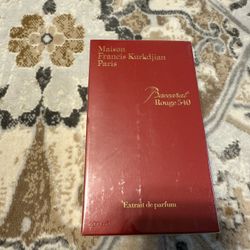 Maison
Francis Kurkdjian
Paris
Baccarat
Rouge 540
Extrait de parfum